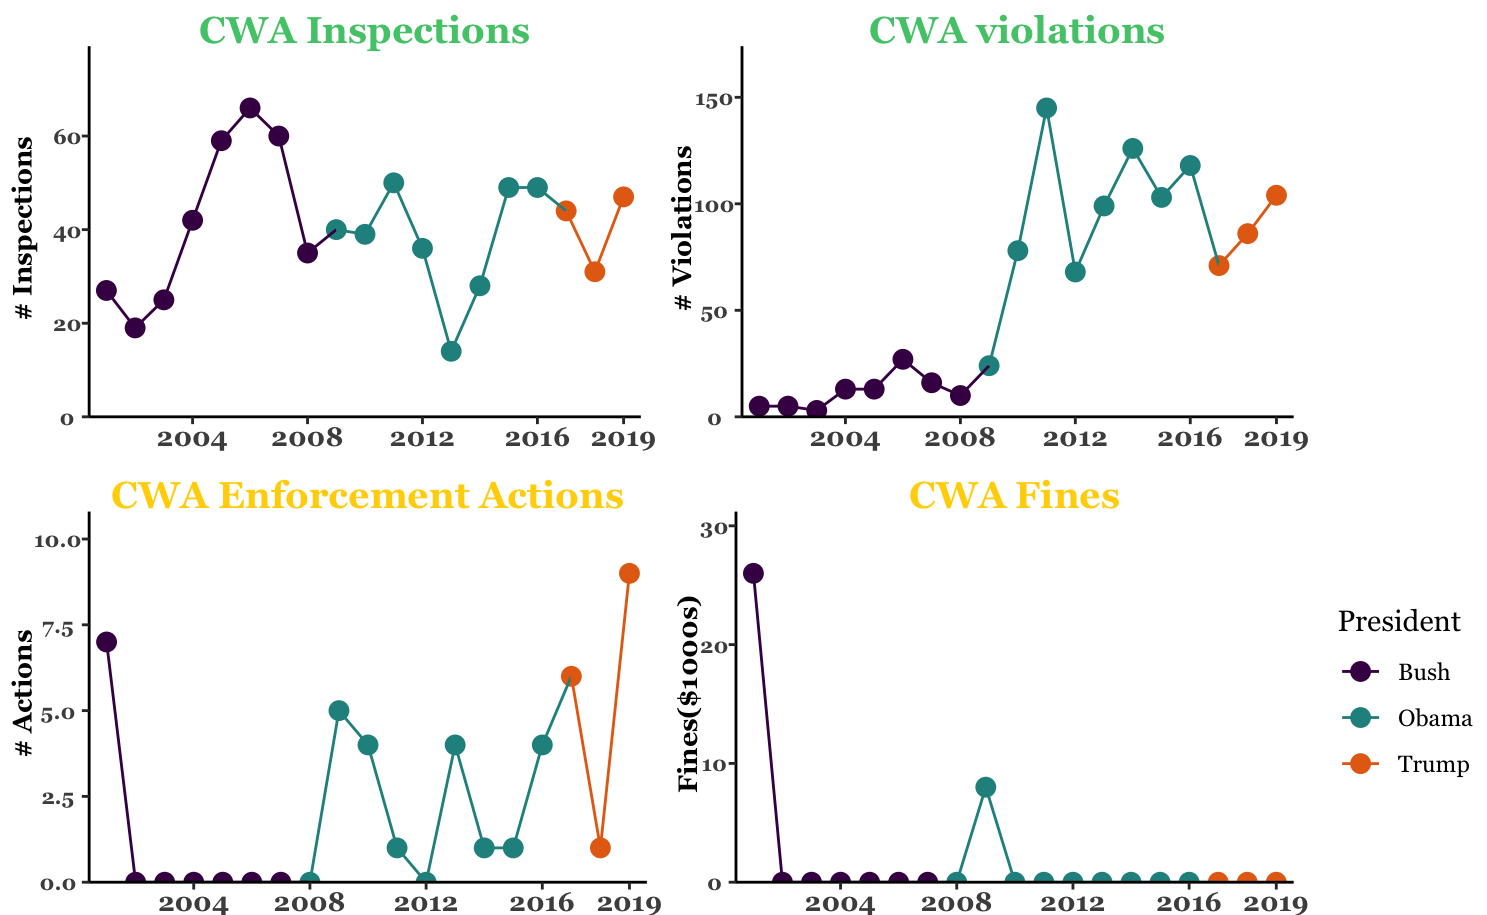 CWA Inspections
# Inspections
60
40
20
0
2004 2008 2012 2016 2019
CWA violations
# Violations
150
100
50
0
2004 2008 2012 2016 2019
CWA Enforcement Actions
# Actions
10.0
7.5
5.0
2.5
0.0
2004 2008 2012 2016 2019
CWA Fines
Fines($1000s)
30
20
10
0
2004 2008 2012 2016 2019
President
Bush
Obama
Trump